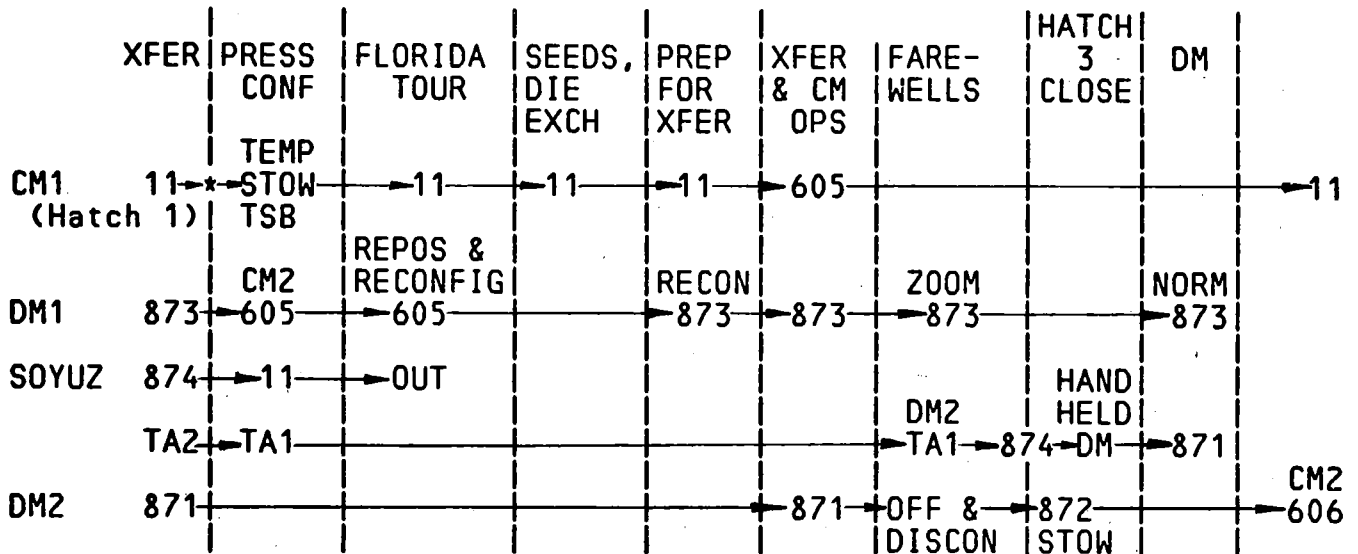 HATCH
XFER PRESS FLORIDA SEEDS, PREP XFER FARE- 3 DM
CONF TOUR DIE FOR & CM WELLS CLOSE
EXCH XFER OPS
TEMP
CM1 11 * STOW 11 11 11 605 11
(Hatch 1) TSB
REPOS &
CM2 RECONFIG RECON ZOOM NORM
DM1 873 605 605 873 873 873 873
SOYUZ 874 11 OUT HAND
DM2 HELD
TA2 TA1 TA1 874 DM 871
CM2
DM2 871 871 OFF & 872 606
DISCON STOW